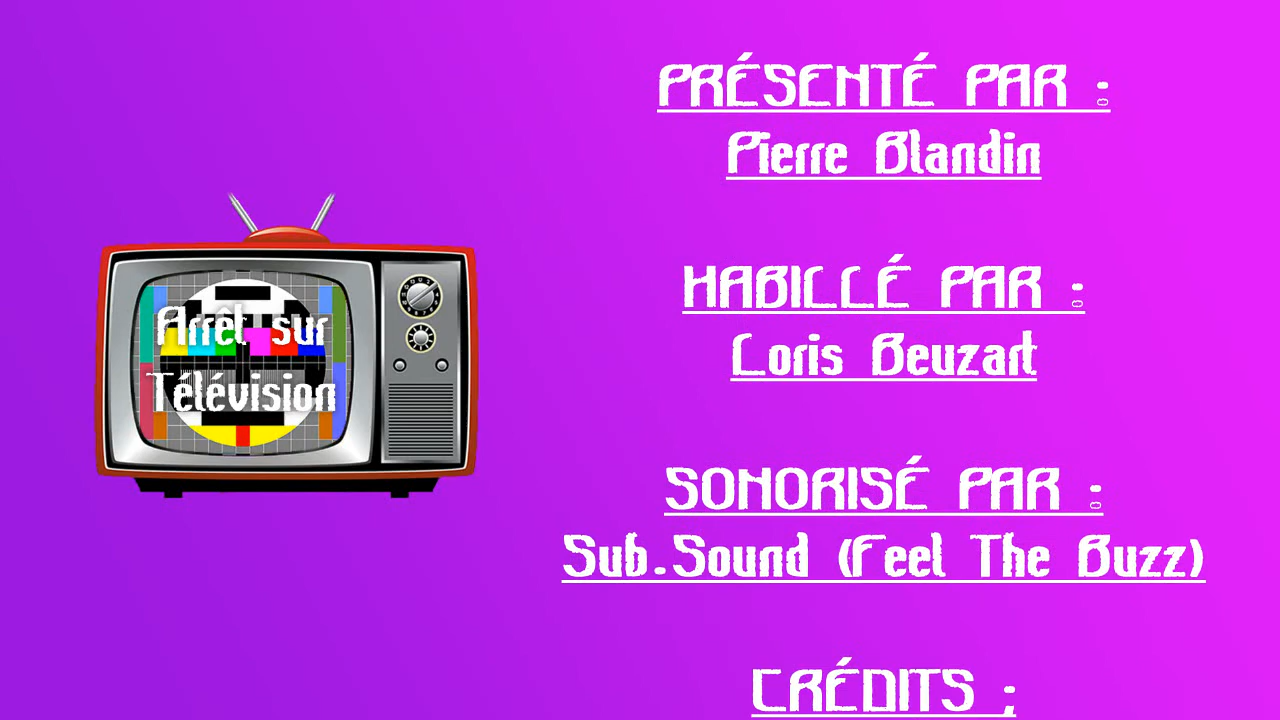 Arrêt sur
Télévision
PRÉSENTÉ PAR :
Pierre Blandin
HABILLÉ PAR :
Loris Beuzart
SONORISÉ PAR :
Sub.Sound (Feel The Buzz)
CRÉDITS :